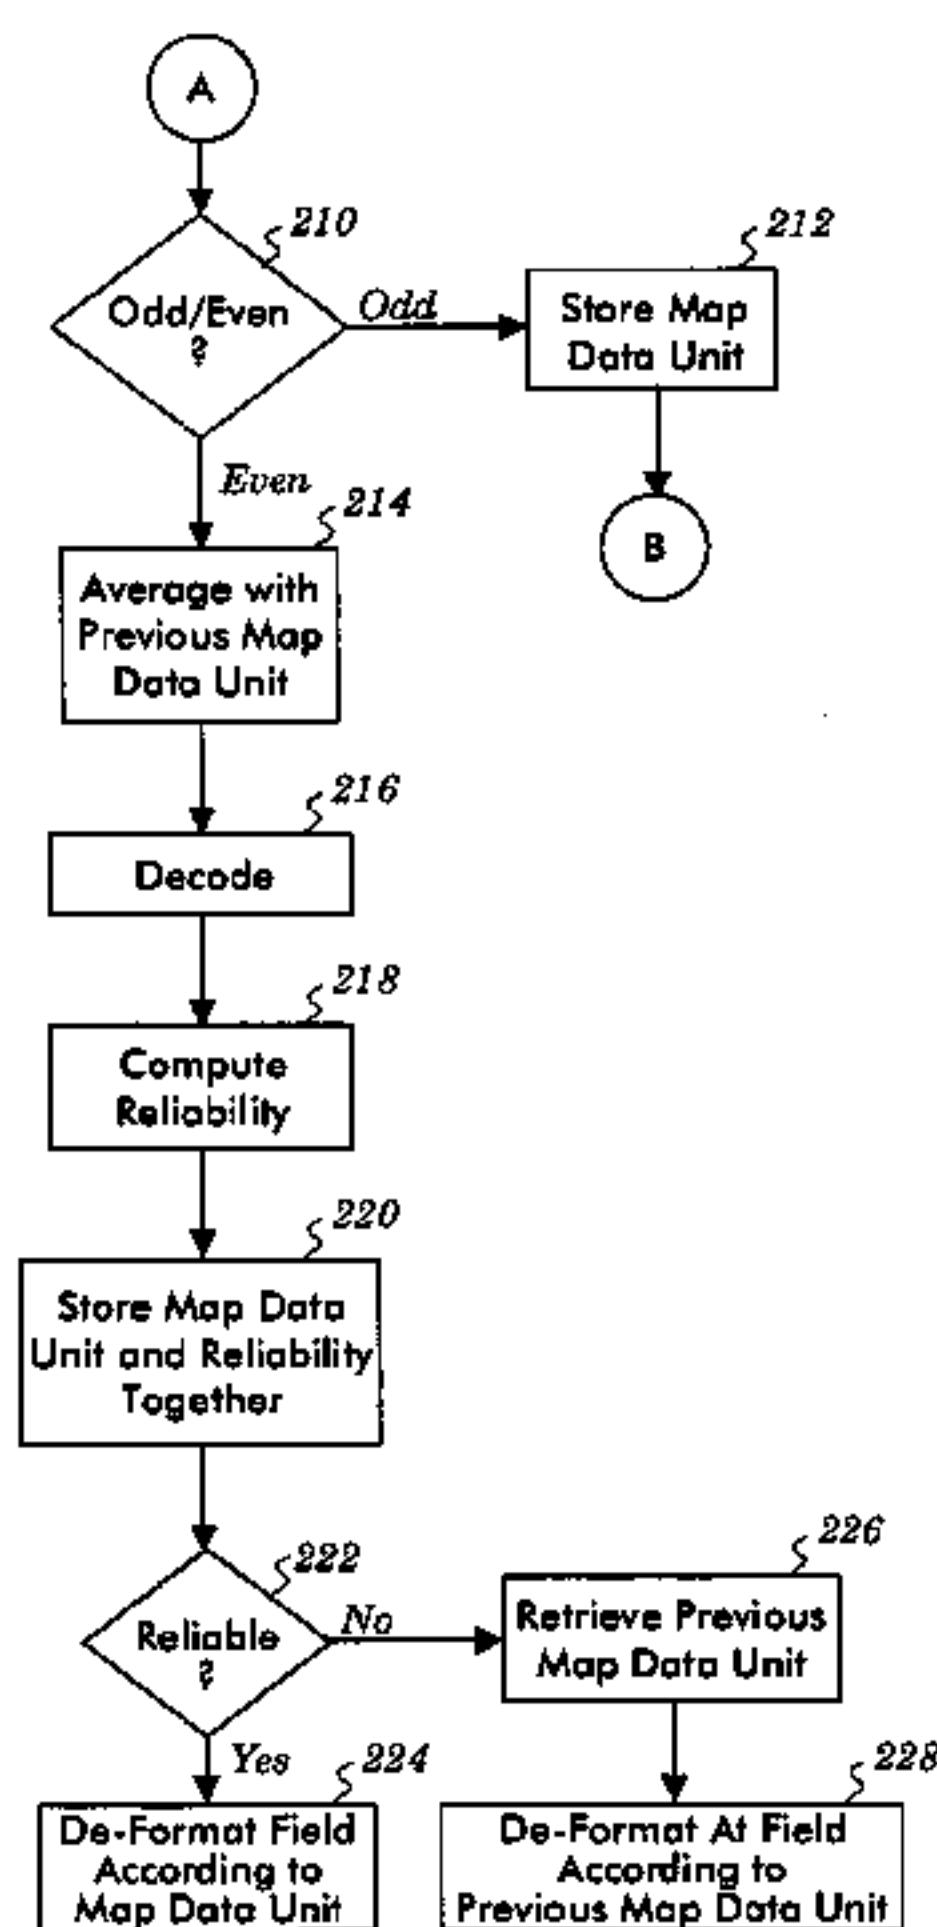 A
210
Odd/Even
?
Odd
212
Store Map
Data Unit
Even
B
214
Average with
Previous Map
Data Unit
216
Decode
218
Compute
Reliability
220
Store Map Data
Unit and Reliability
Together
222
Reliable
?
No
226
Retrieve Previous
Map Data Unit
Yes
224
De-Format Field
According to
Map Data Unit
228
De-Format At Field
According to
Previous Map Data Unit